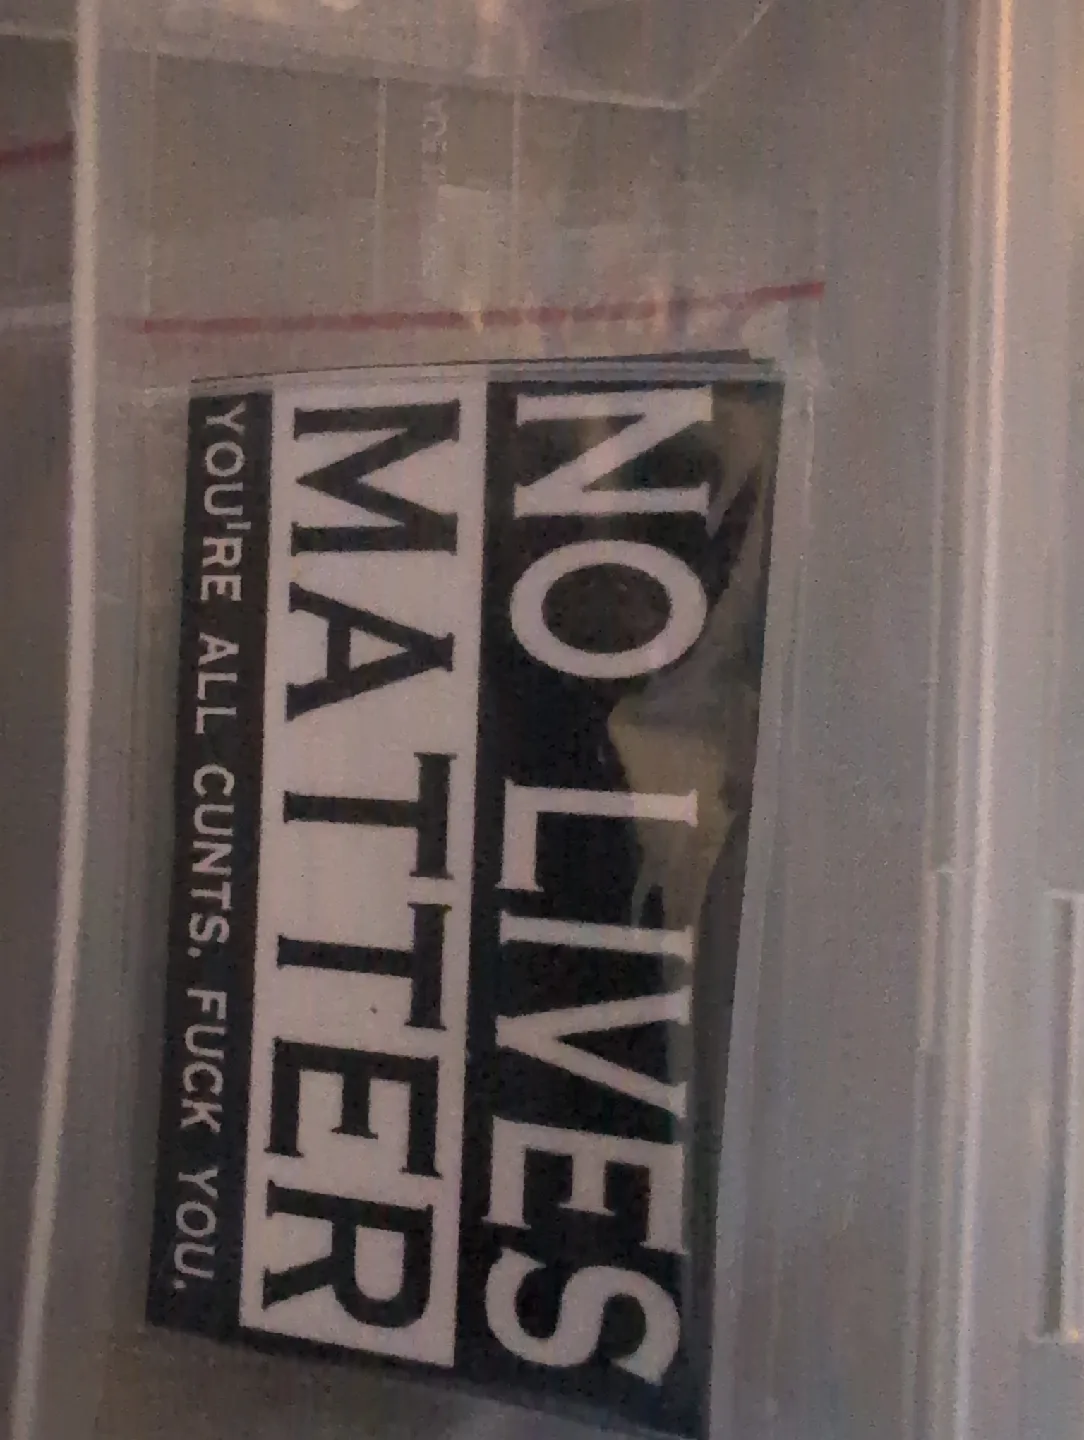 NO LIVES
MATTER
YOU'RE ALL CUNTS. FUCK YOU.